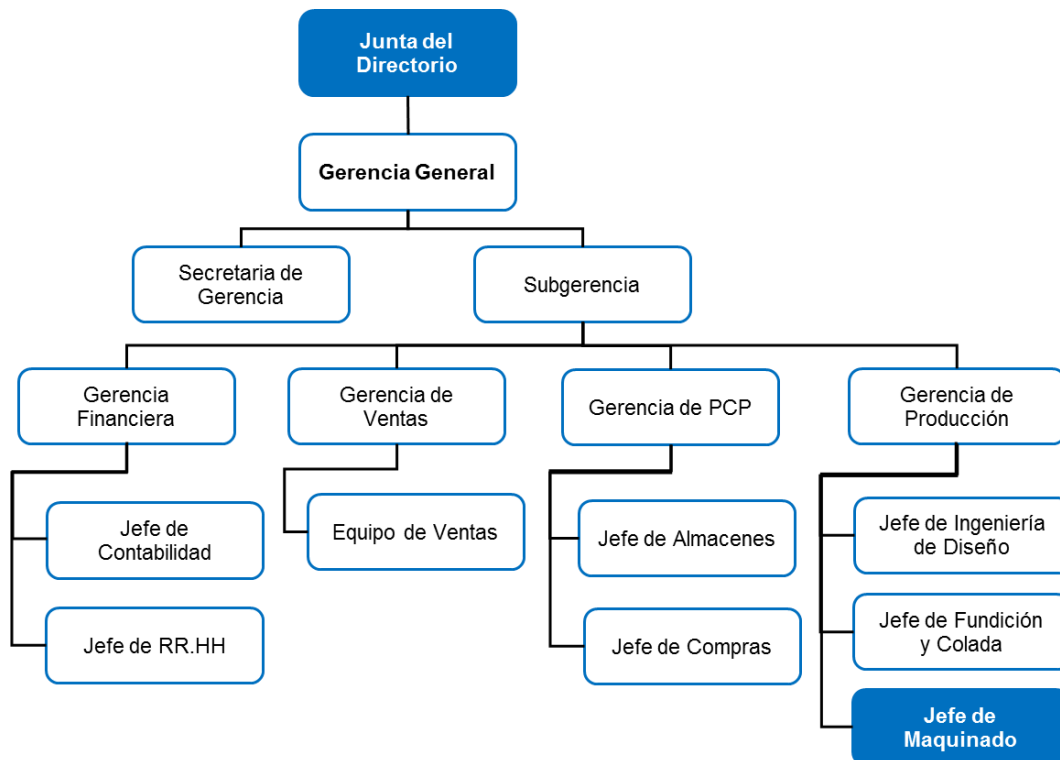 Junta del
Directorio
Gerencia General
Secretaria de
Gerencia
Subgerencia
Gerencia
Financiera
Gerencia de
Ventas
Gerencia de PCP
Gerencia de
Producción
Jefe de
Contabilidad
Equipo de Ventas
Jefe de Almacenes
Jefe de Ingeniería
de Diseño
Jefe de RR.HH
Jefe de Compras
Jefe de Fundición
y Colada
Jefe de
Maquinado